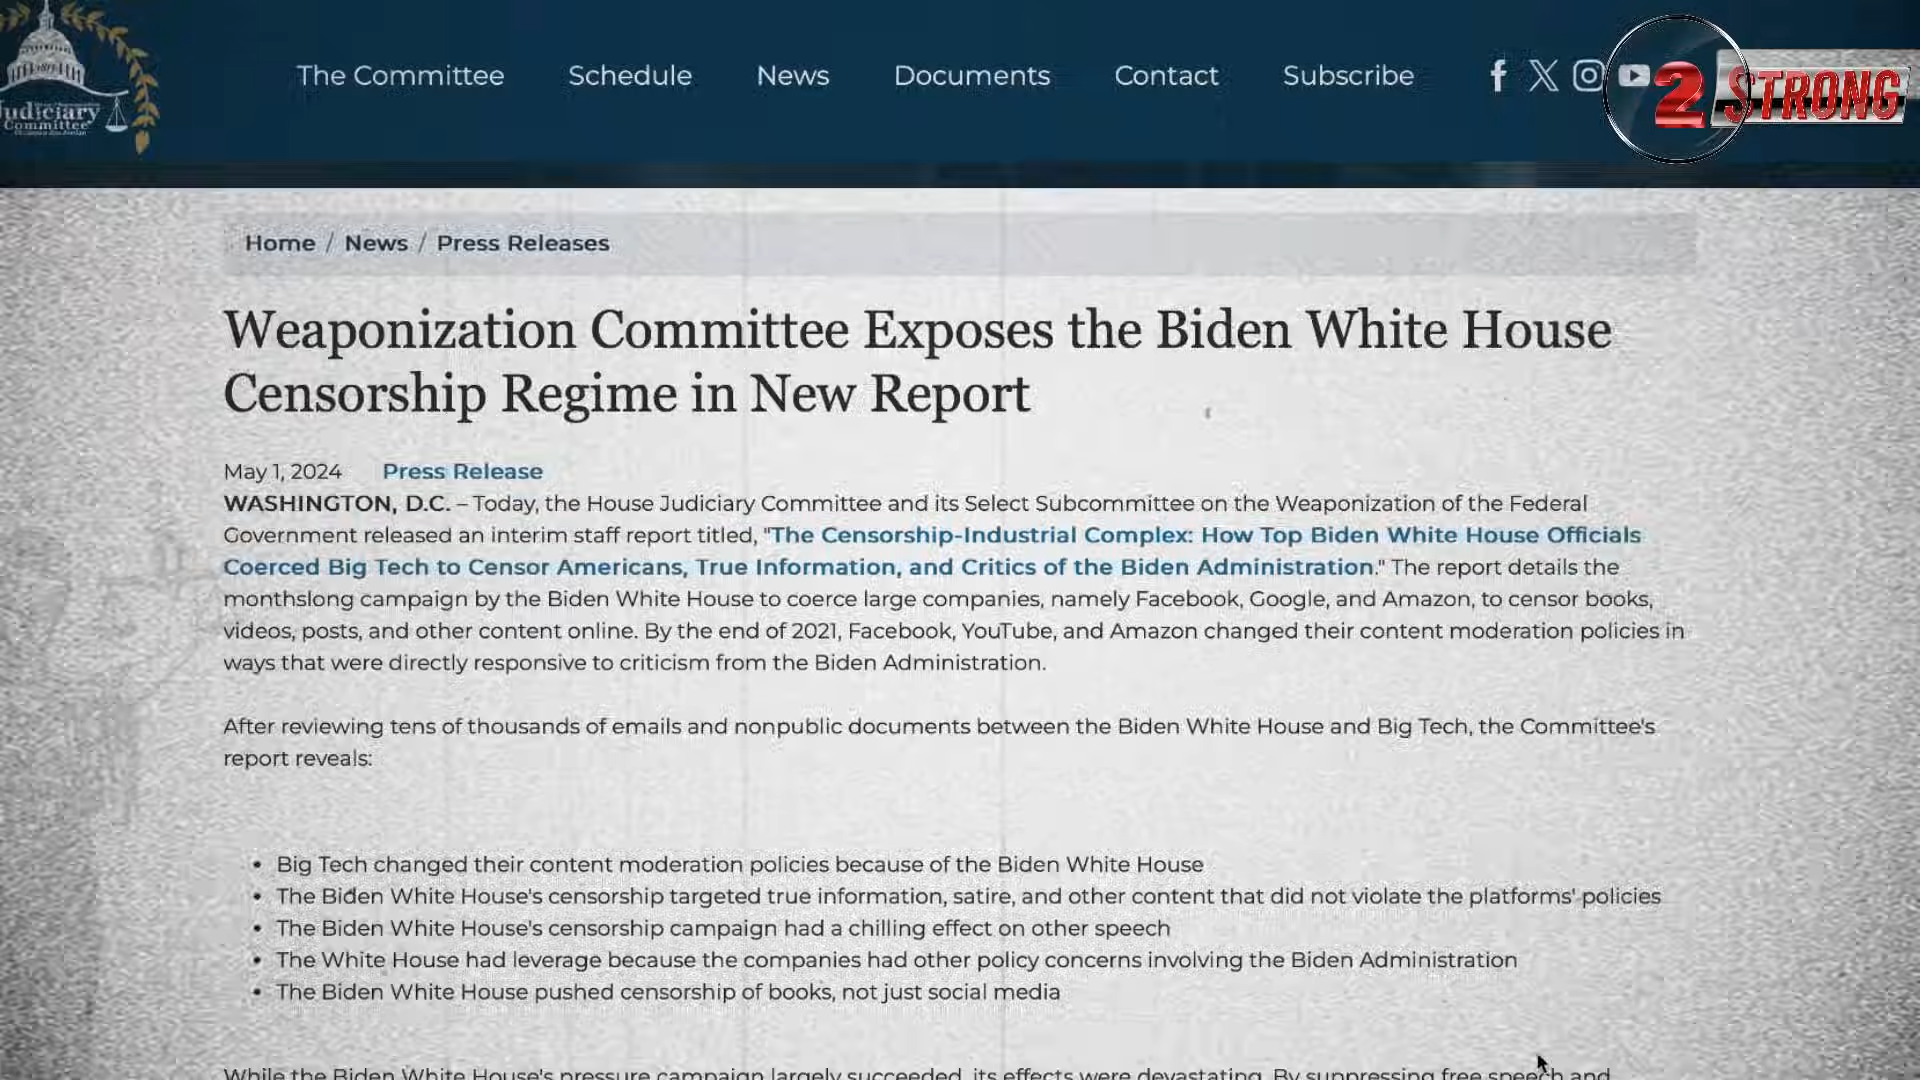 The Committee Schedule News Documents Contact Subscribe
Judiciary
Committee
2 STRONG
Home / News / Press Releases
Weaponization Committee Exposes the Biden White House
Censorship Regime in New Report
May 1, 2024 Press Release
WASHINGTON, D.C. – Today, the House Judiciary Committee and its Select Subcommittee on the Weaponization of the Federal
Government released an interim staff report titled, "The Censorship-Industrial Complex: How Top Biden White House Officials
Coerced Big Tech to Censor Americans, True Information, and Critics of the Biden Administration." The report details the
monthslong campaign by the Biden White House to coerce large companies, namely Facebook, Google, and Amazon, to censor books,
videos, posts, and other content online. By the end of 2021, Facebook, YouTube, and Amazon changed their content moderation policies in
ways that were directly responsive to criticism from the Biden Administration.
After reviewing tens of thousands of emails and nonpublic documents between the Biden White House and Big Tech, the Committee's
report reveals:
• Big Tech changed their content moderation policies because of the Biden White House
• The Biden White House's censorship targeted true information, satire, and other content that did not violate the platforms' policies
• The Biden White House's censorship campaign had a chilling effect on other speech
• The White House had leverage because the companies had other policy concerns involving the Biden Administration
• The Biden White House pushed censorship of books, not just social media
While the Biden White House's pressure campaign largely succeeded, its effects were devastating. By suppressing free speech and